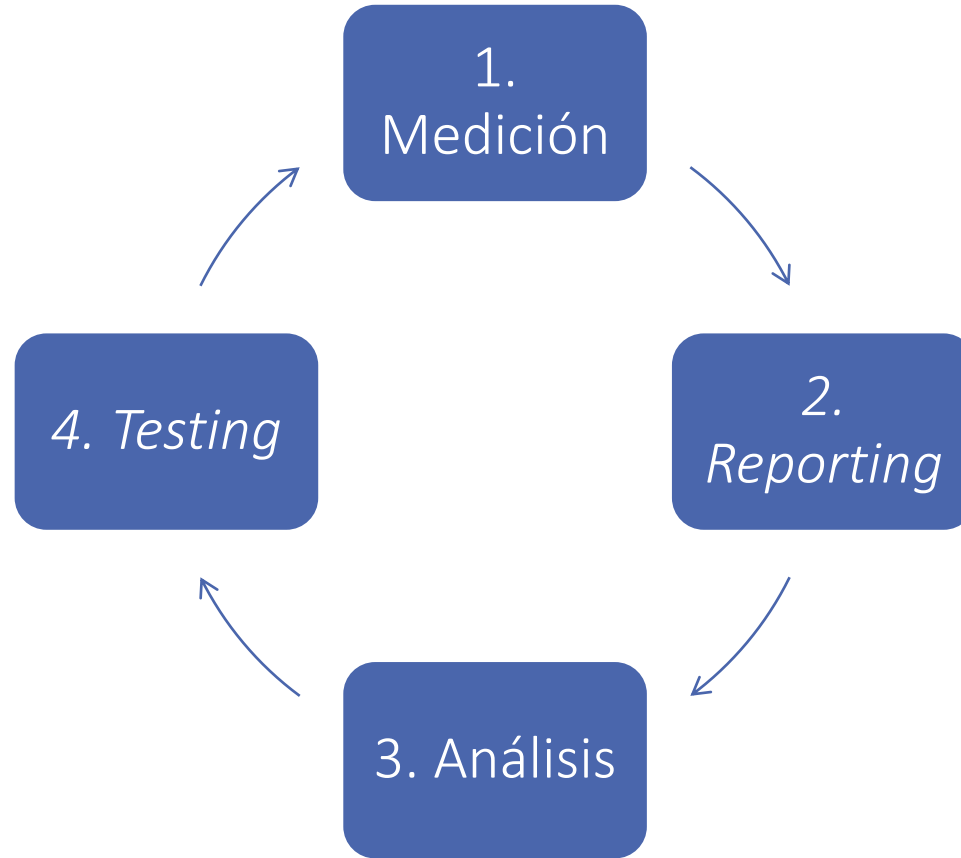 1.
Medición
2.
Reporting
3. Análisis
4. Testing